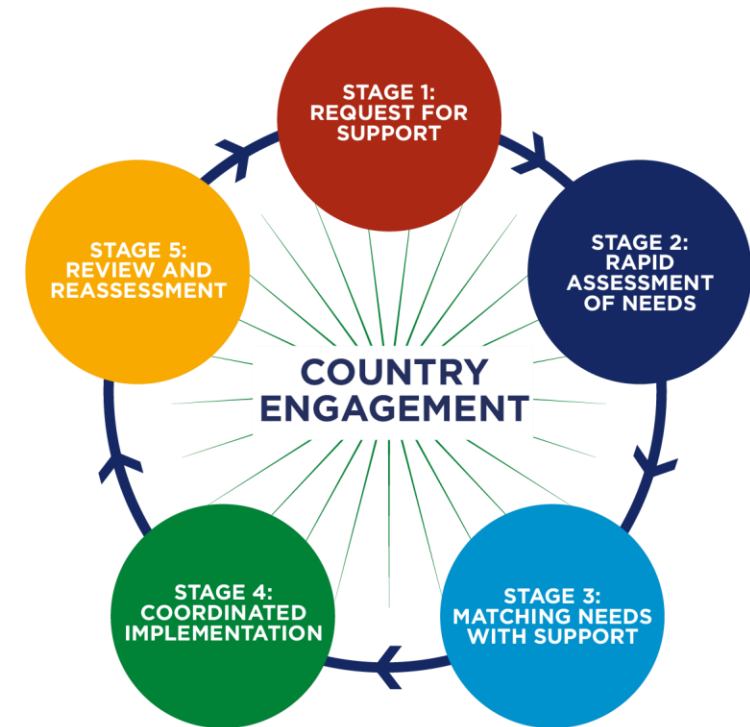 STAGE 1:
REQUEST FOR
SUPPORT
STAGE 2:
RAPID
ASSESSMENT
OF NEEDS
STAGE 3:
MATCHING NEEDS
WITH SUPPORT
STAGE 4:
COORDINATED
IMPLEMENTATION
STAGE 5:
REVIEW AND
REASSESSMENT
COUNTRY
ENGAGEMENT